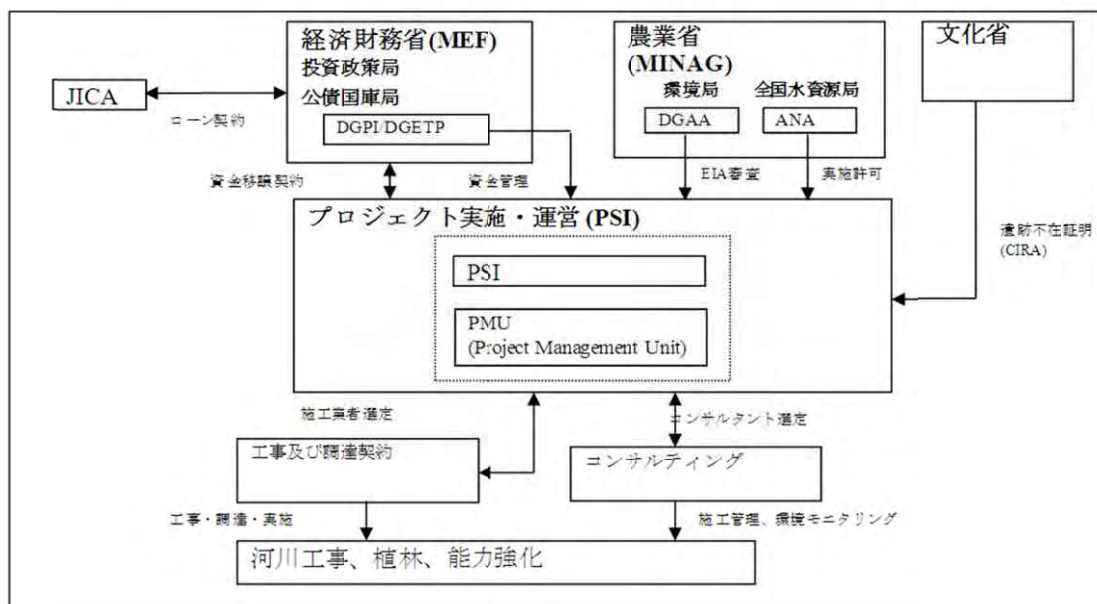 経済財務省(MEF)
投資政策局
公債国庫局
DGPI/DGETP
農業省
(MINAG)
環境局
全国水資源局
DGAA
ANA
文化省
JICA
ローン契約
資金移譲契約
資金管理
EIA審査
実施許可
プロジェクト実施・運営 (PSI)
遺跡不在証明
(CIRA)
PSI
PMU
(Project Management Unit)
施工業者選定
コンサルタント選定
工事及び調達契約
コンサルティング
工事・調達・実施
施工管理、環境モニタリング
河川工事、植林、能力強化